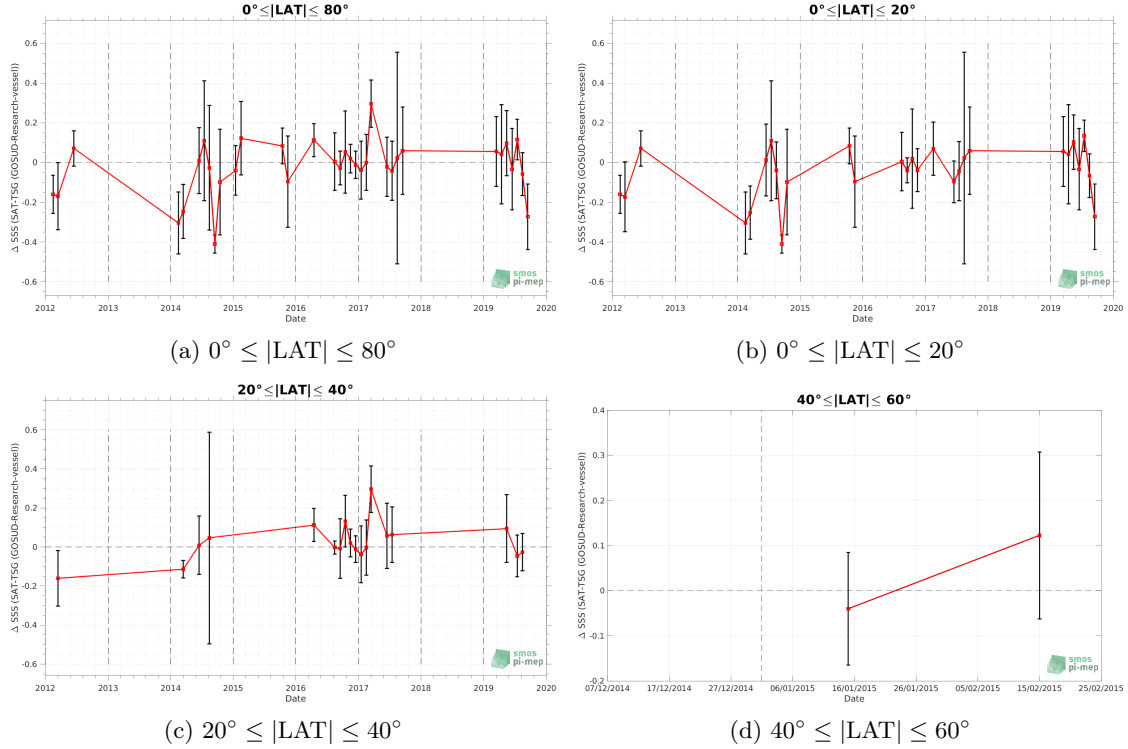 0°≤|LAT|≤ 80°
Δ SSS (SAT-TSG (GOSUD-Research-vessel))
0.6
0.4
0.2
0
-0.2
-0.4
-0.6
2012 2013 2014 2015 2016 2017 2018 2019 2020
Date
smos
pi-mep
(a) 0° ≤ |LAT| ≤ 80°
0°≤|LAT|≤ 20°
Δ SSS (SAT-TSG (GOSUD-Research-vessel))
0.6
0.4
0.2
0
-0.2
-0.4
-0.6
2012 2013 2014 2015 2016 2017 2018 2019 2020
Date
smos
pi-mep
(b) 0° ≤ |LAT| ≤ 20°
20°≤|LAT|≤ 40°
Δ SSS (SAT-TSG (GOSUD-Research-vessel))
0.6
0.4
0.2
0
-0.2
-0.4
-0.6
2012 2013 2014 2015 2016 2017 2018 2019 2020
Date
smos
pi-mep
(c) 20° ≤ |LAT| ≤ 40°
40°≤|LAT|≤ 60°
Δ SSS (SAT-TSG (GOSUD-Research-vessel))
0.4
0.3
0.2
0.1
0
-0.1
-0.2
07/12/2014 17/12/2014 27/12/2014 06/01/2015 16/01/2015 26/01/2015 05/02/2015 15/02/2015 25/02/2015
Date
smos
pi-mep
(d) 40° ≤ |LAT| ≤ 60°